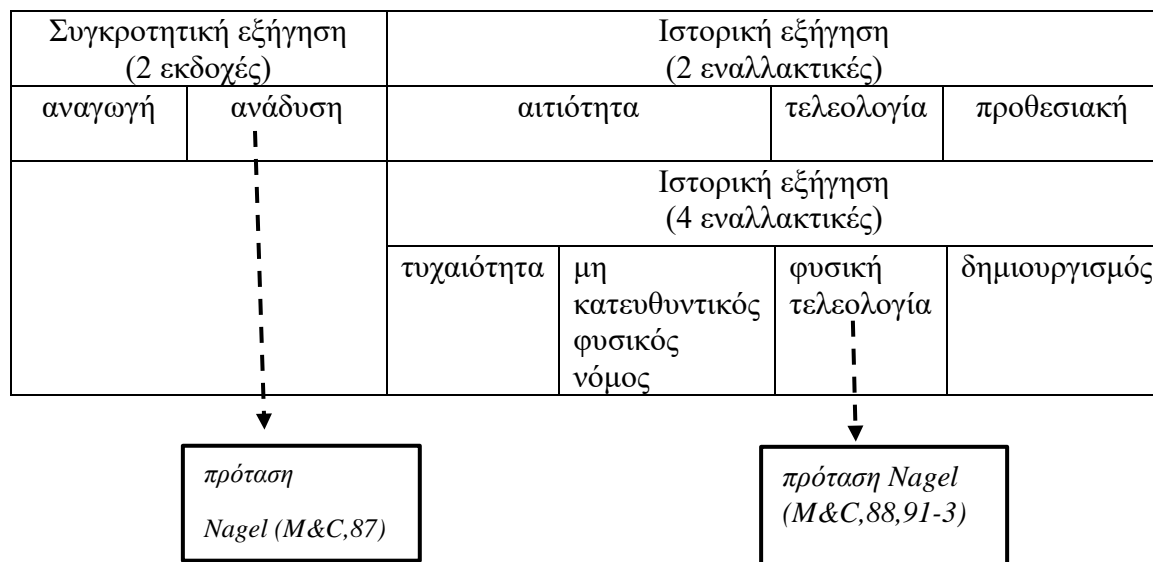 Συγκροτητική εξήγηση
(2 εκδοχές)
Ιστορική εξήγηση
(2 εναλλακτικές)
αναγωγή
ανάδυση
αιτιότητα
τελεολογία
προθεσιακή
Ιστορική εξήγηση
(4 εναλλακτικές)
τυχαιότητα
μη
κατευθυντικός
φυσικός
νόμος
φυσική
τελεολογία
δημιουργισμός
πρόταση
Nagel (M&C,87)
πρόταση Nagel
(M&C,88,91-3)